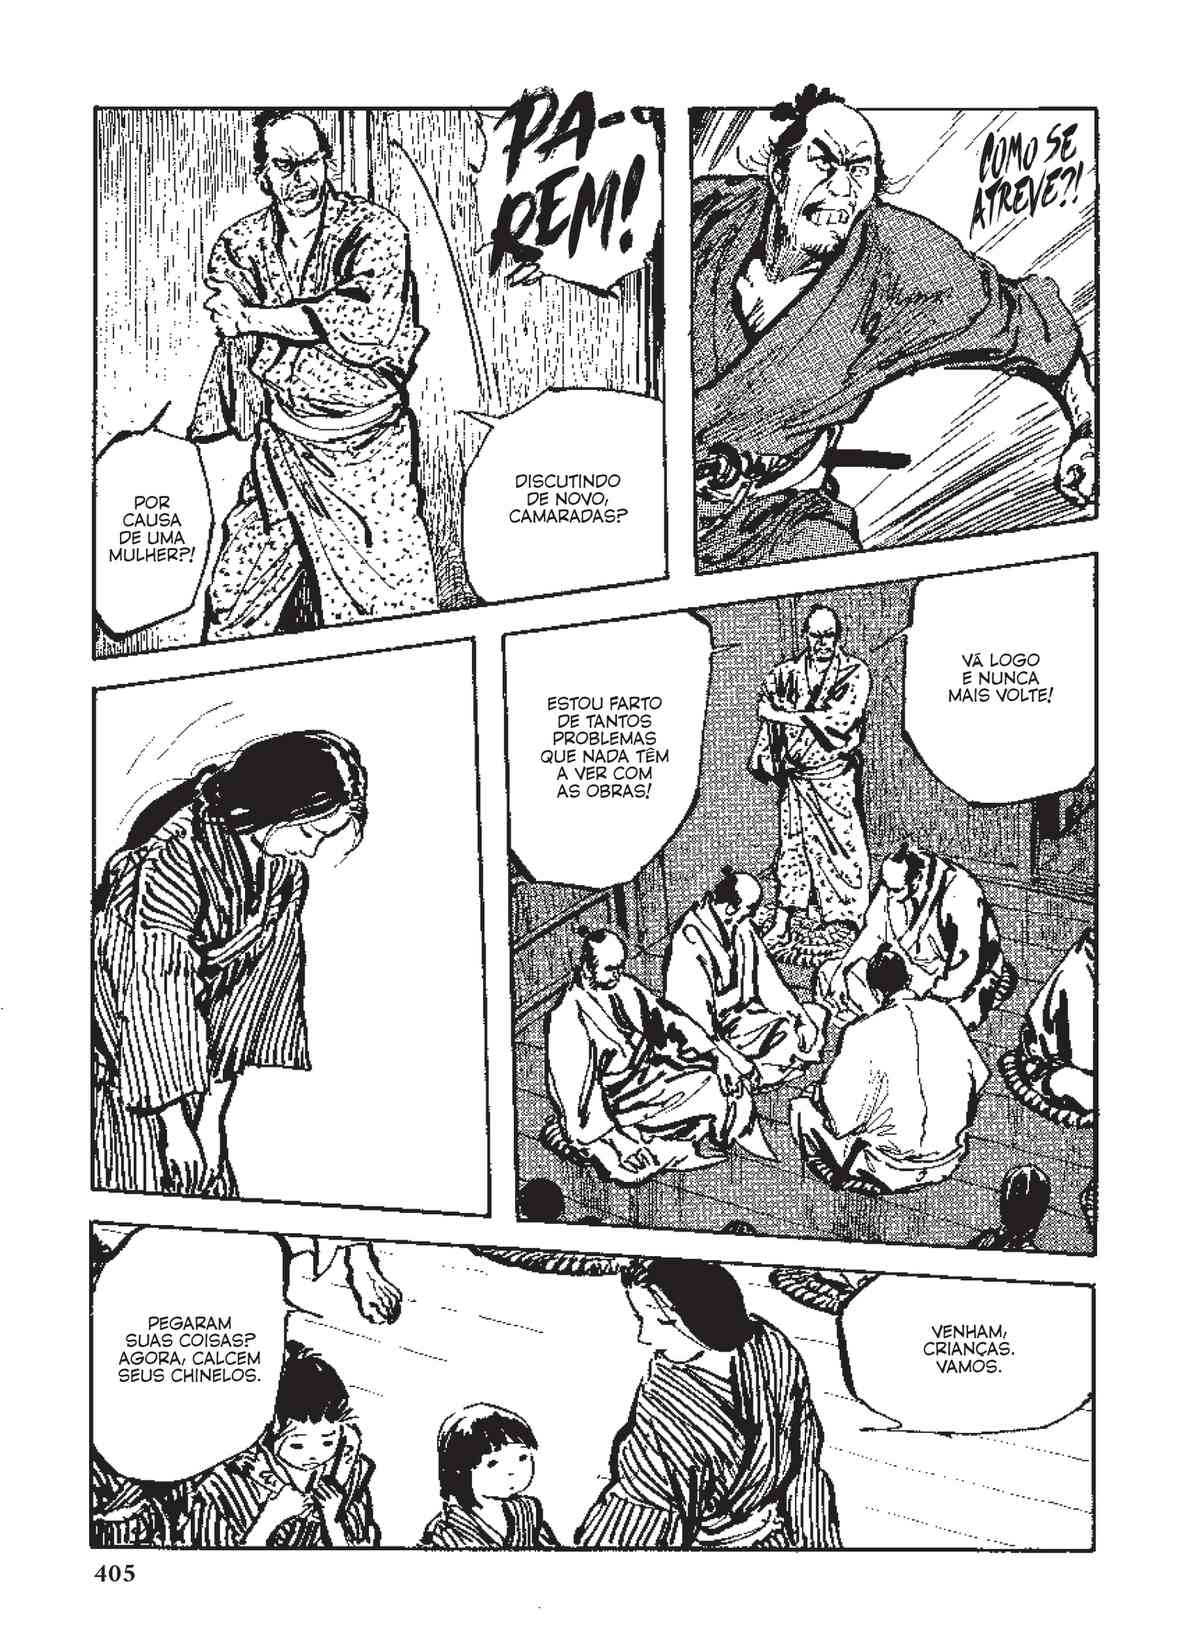 COMO SE
ATREVE?!
PA-
REM!
DISCUTINDO
DE NOVO,
CAMARADAS?
POR
CAUSA
DE UMA
MULHER?!
VÁ LOGO
E NUNCA
MAIS VOLTE!
ESTOU FARTO
DE TANTOS
PROBLEMAS
QUE NADA TÊM
A VER COM
AS OBRAS!
VENHAM,
CRIANÇAS.
VAMOS.
PEGARAM
SUAS COISAS?
AGORA, CALCEM
SEUS CHINELOS.
405